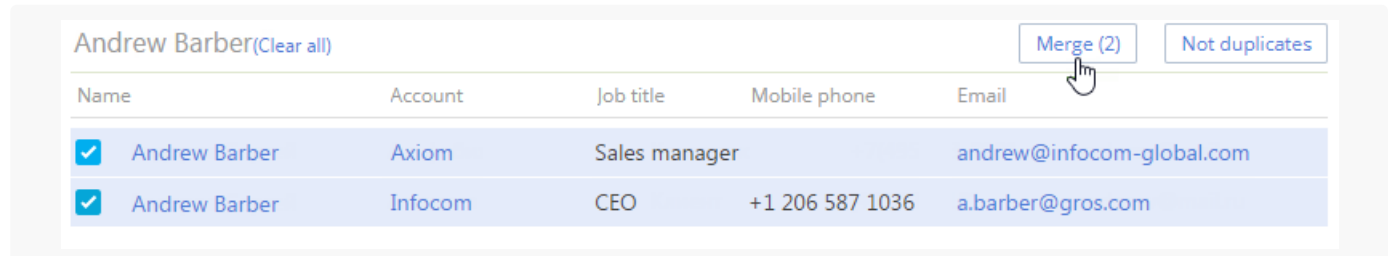 Andrew Barber(Clear all) Merge (2) Not duplicates
Name Account Job title Mobile phone Email
Andrew Barber Axiom Sales manager andrew@infocom-global.com
Andrew Barber Infocom CEO +1 206 587 1036 a.barber@gros.com